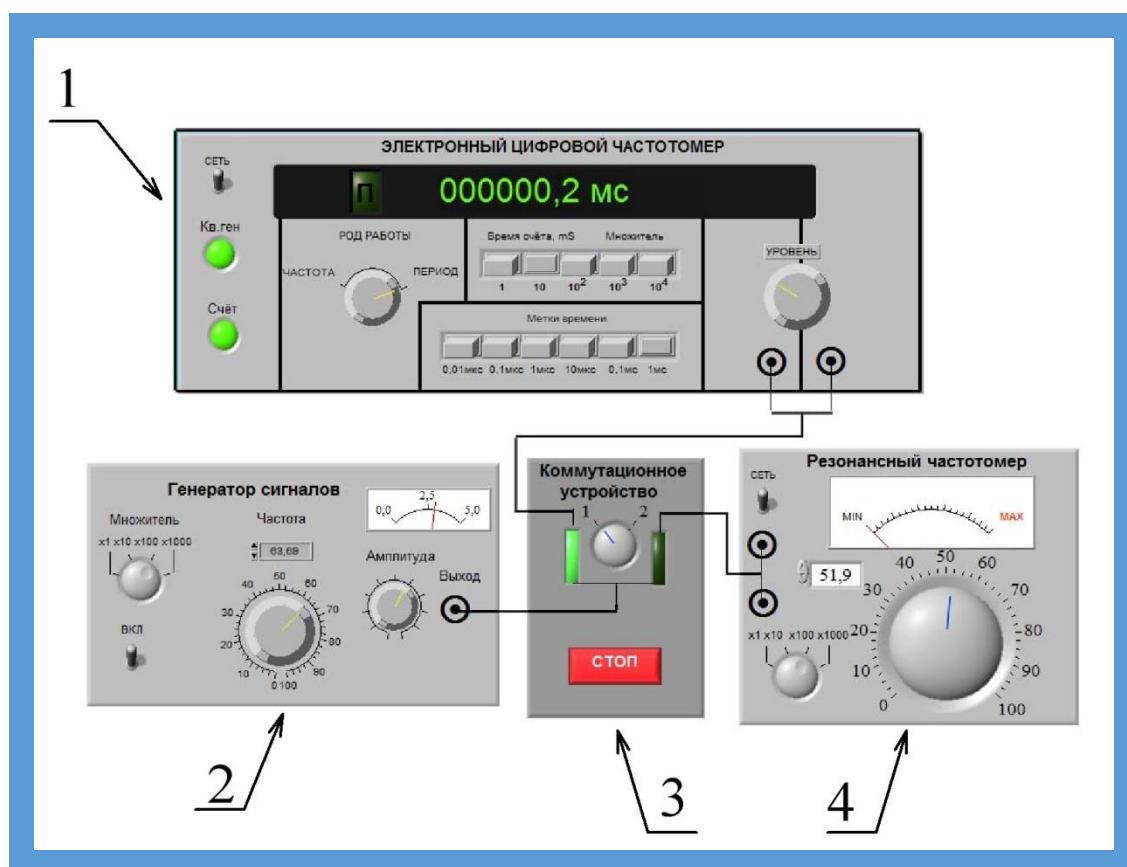 1
ЭЛЕКТРОННЫЙ ЦИФРОВОЙ ЧАСТОТОМЕР
СЕТЬ
П 000000,2 мс
Кв.ген
РОД РАБОТЫ
ЧАСТОТА ПЕРИОД
Время счёта, mS Множитель
1 10 10² 10³ 10⁴
УРОВЕНЬ
Счёт
Метки времени
0,01мкс 0,1мкс 1мкс 10мкс 0,1мс 1мс
Генератор сигналов
Множитель
x1 x10 x100 x1000
Частота
63,69
0 10 20 30 40 50 60 70 80 90 100
0,0 2,5 5,0
Амплитуда
Выход
ВКЛ
Коммутационное
устройство
1 2
СТОП
Резонансный частотомер
СЕТЬ
MIN MAX
51,9
x1 x10 x100 x1000
0 10 20 30 40 50 60 70 80 90 100
2
3
4